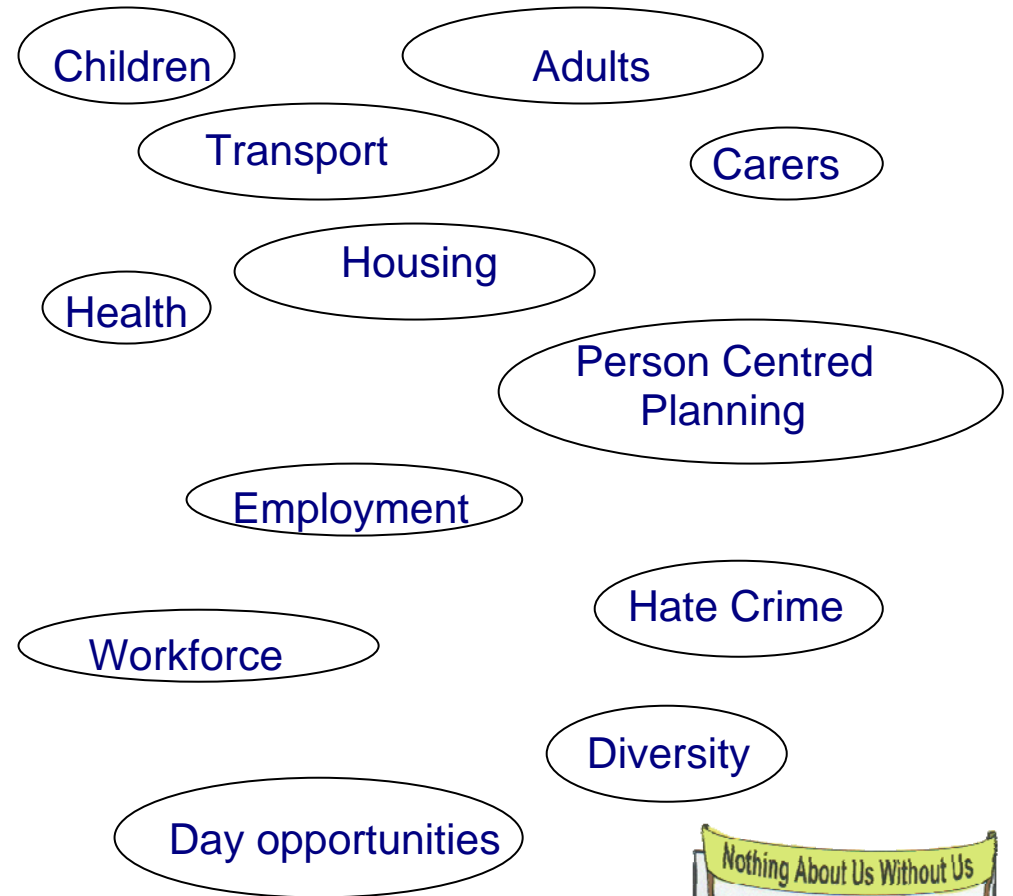 Children
Adults
Transport
Carers
Housing
Health
Person Centred
Planning
Employment
Hate Crime
Workforce
Diversity
Day opportunities
Nothing About Us Without Us